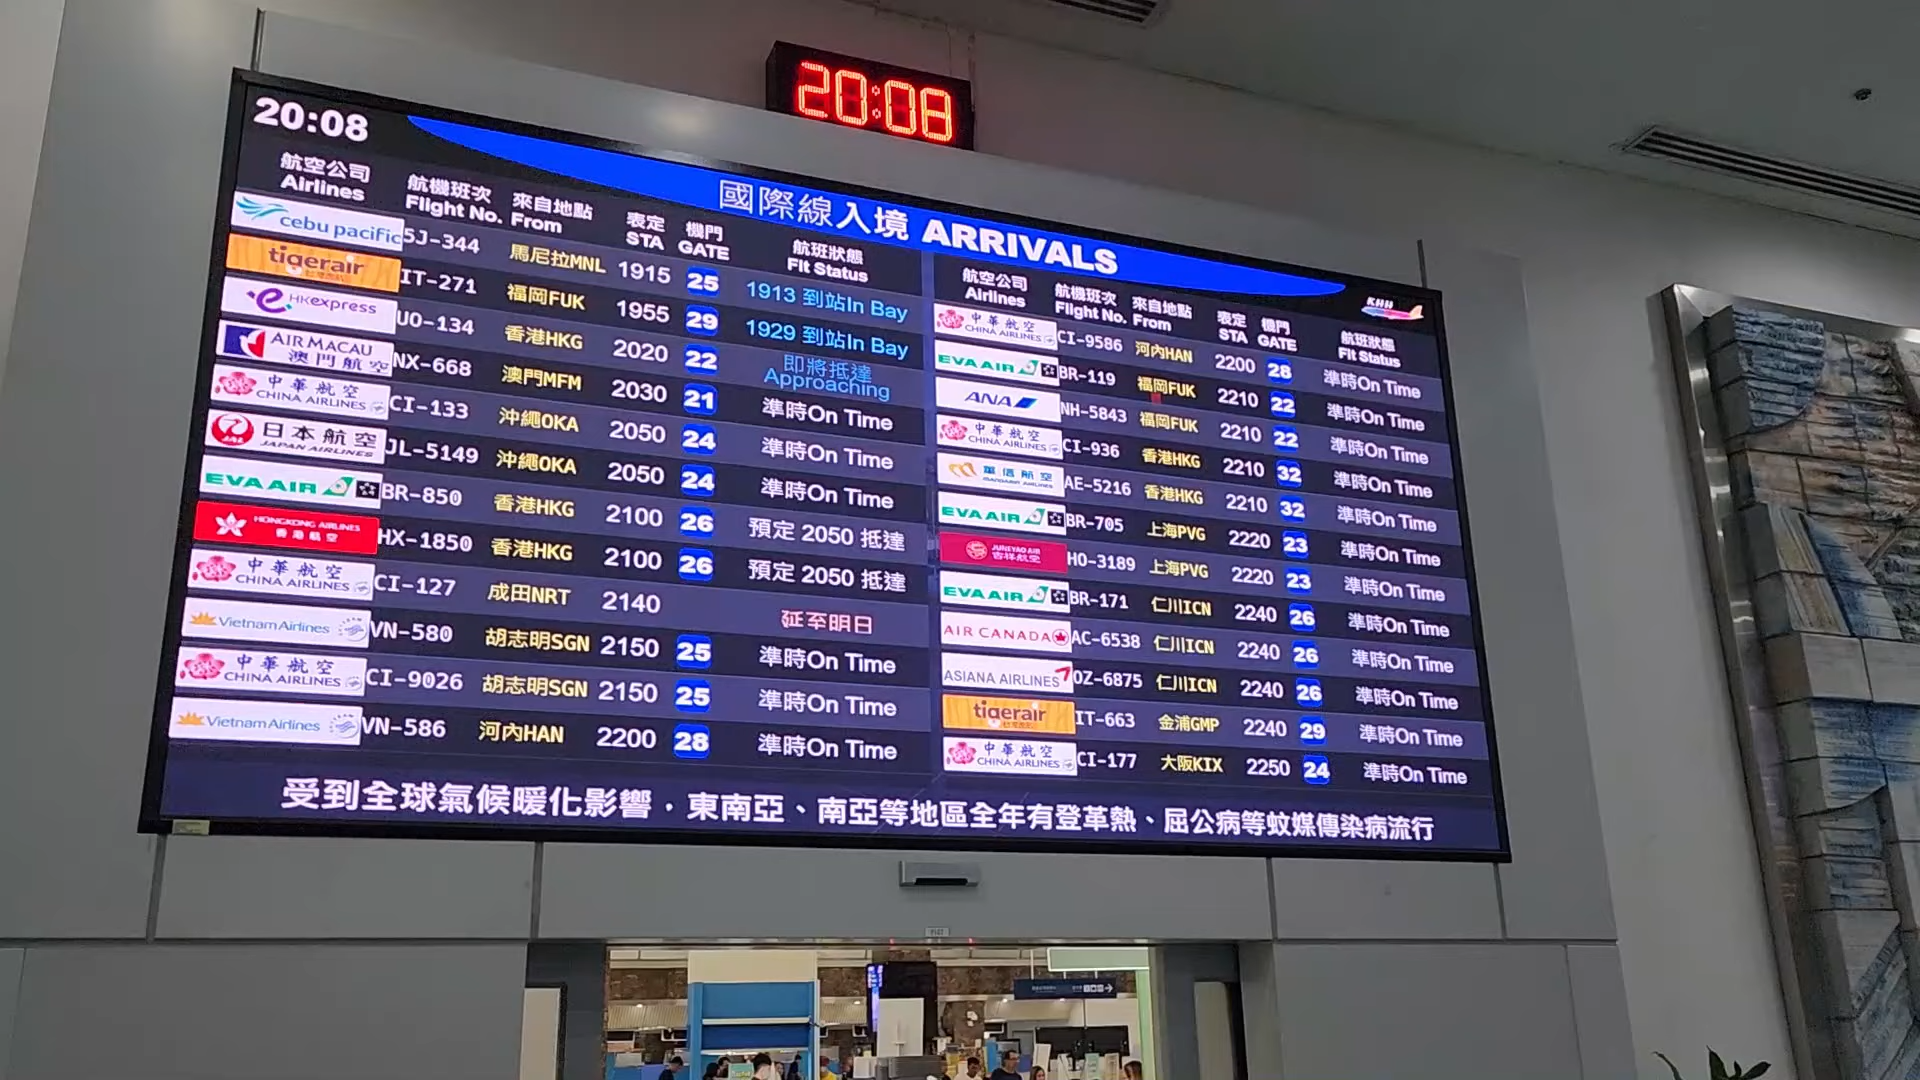 20:08
20:08
國際線入境 ARRIVALS
KHH
航空公司 航機班次 來自地點 表定 機門 航班狀態
Airlines Flight No. From STA GATE Flt Status
cebu pacific 5J-344 馬尼拉MNL 1915 25 1913 到站In Bay
tigerair IT-271 福岡FUK 1955 29 1929 到站In Bay
HKexpress UO-134 香港HKG 2020 22 即將抵達 Approaching
AIR MACAU 澳門航空 NX-668 澳門MFM 2030 21 準時On Time
中華航空 CHINA AIRLINES CI-133 沖繩OKA 2050 24 準時On Time
JAL 日本航空 JAPAN AIRLINES JL-5149 沖繩OKA 2050 24 準時On Time
EVA AIR BR-850 香港HKG 2100 26 預定 2050 抵達
HONGKONG AIRLINES 香港航空 HX-1850 香港HKG 2100 26 預定 2050 抵達
中華航空 CHINA AIRLINES CI-127 成田NRT 2140 延至明日
Vietnam Airlines VN-580 胡志明SGN 2150 25 準時On Time
中華航空 CHINA AIRLINES CI-9026 胡志明SGN 2150 25 準時On Time
Vietnam Airlines VN-586 河內HAN 2200 28 準時On Time
航空公司 航機班次 來自地點 表定 機門 航班狀態
Airlines Flight No. From STA GATE Flt Status
中華航空 CHINA AIRLINES CI-9586 河內HAN 2200 28 準時On Time
EVA AIR BR-119 福岡FUK 2210 22 準時On Time
ANA NH-5843 福岡FUK 2210 22 準時On Time
中華航空 CHINA AIRLINES CI-936 香港HKG 2210 32 準時On Time
華信航空 MANDARIN AIRLINES AE-5216 香港HKG 2210 32 準時On Time
EVA AIR BR-705 上海PVG 2220 23 準時On Time
JUNEYAO AIR 吉祥航空 HO-3189 上海PVG 2220 23 準時On Time
EVA AIR BR-171 仁川ICN 2240 26 準時On Time
AIR CANADA AC-6538 仁川ICN 2240 26 準時On Time
ASIANA AIRLINES OZ-6875 仁川ICN 2240 26 準時On Time
tigerair IT-663 金浦GMP 2240 29 準時On Time
中華航空 CHINA AIRLINES CI-177 大阪KIX 2250 24 準時On Time
受到全球氣候暖化影響，東南亞、南亞等地區全年有登革熱、屈公病等蚊媒傳染病流行